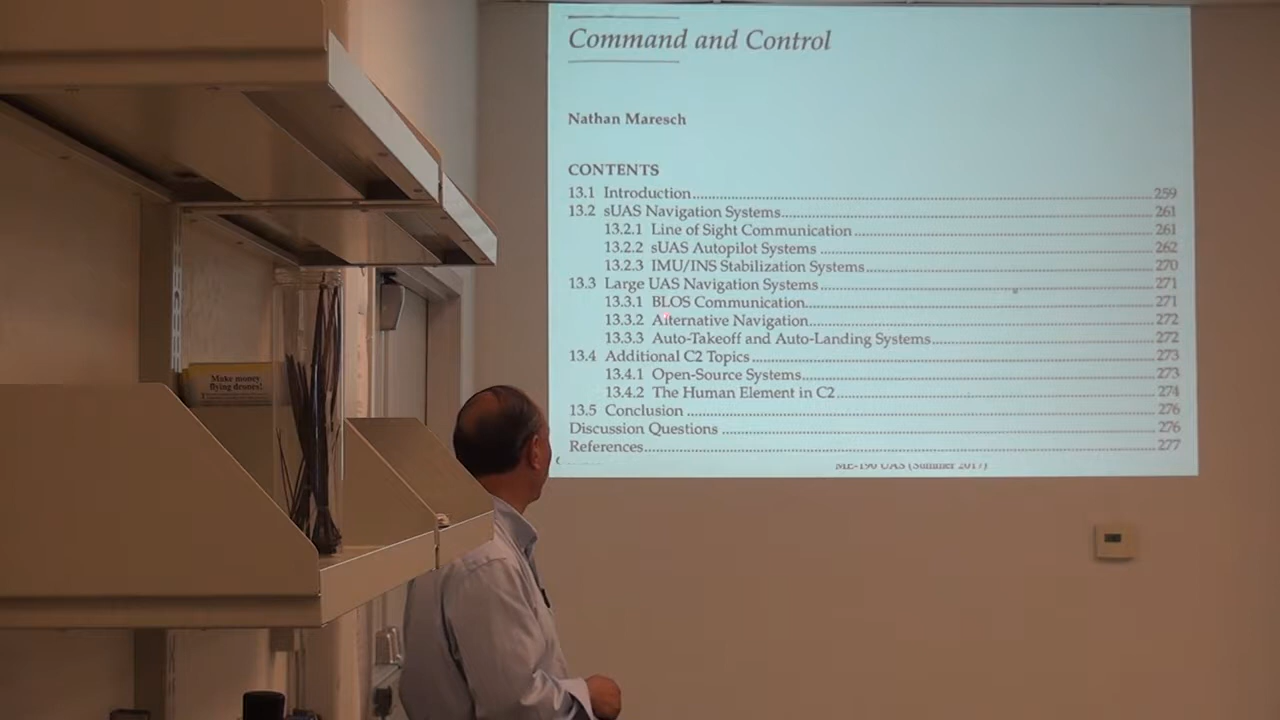 Command and Control
Nathan Maresch
CONTENTS
13.1 Introduction 259
13.2 sUAS Navigation Systems 261
13.2.1 Line of Sight Communication 261
13.2.2 sUAS Autopilot Systems 262
13.2.3 IMU/INS Stabilization Systems 270
13.3 Large UAS Navigation Systems 271
13.3.1 BLOS Communication 271
13.3.2 Alternative Navigation 272
13.3.3 Auto-Takeoff and Auto-Landing Systems 272
13.4 Additional C2 Topics 273
13.4.1 Open-Source Systems 273
13.4.2 The Human Element in C2 274
13.5 Conclusion 276
Discussion Questions 276
References 277
ME-190 UAS (Summer 2017)
Make money
flying drones!